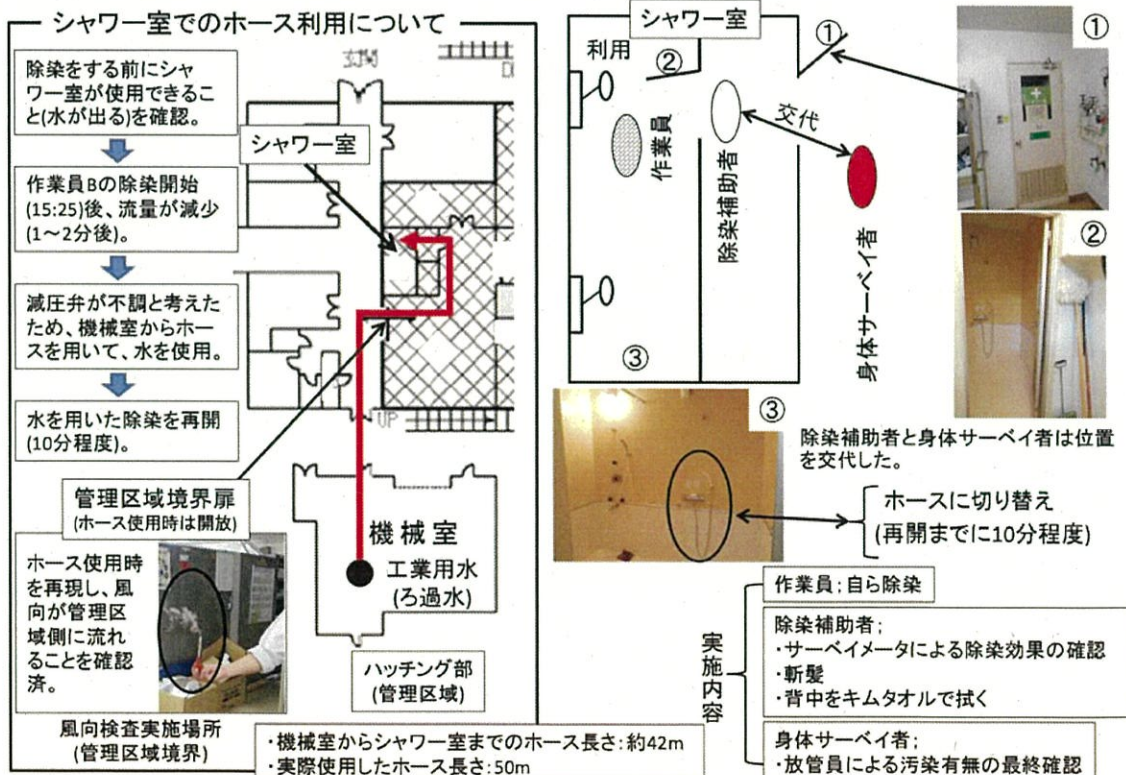 シャワー室でのホース利用について
除染をする前にシャ
ワー室が使用できるこ
と(水が出る)を確認。
作業員Bの除染開始
(15:25)後、流量が減少
(1～2分後)。
減圧弁が不調と考えた
ため、機械室からホー
スを用いて、水を使用。
水を用いた除染を再開
(10分程度)。
玄関
シャワー室
UP
管理区域境界扉
(ホース使用時は開放)
ホース使用時
を再現し、風
向が管理区
域側に流れ
ることを確認
済。
風向検査実施場所
(管理区域境界)
機械室
工業用水
(ろ過水)
ハッチング部
(管理区域)
・機械室からシャワー室までのホース長さ:約42m
・実際使用したホース長さ:50m
シャワー室
利用
①
②
③
作業員
除染補助者
交代
身体サーベイ者
①
②
③
除染補助者と身体サーベイ者は位置
を交代した。
ホースに切り替え
(再開までに10分程度)
実施内容
作業員;自ら除染
除染補助者;
・サーベイメータによる除染効果の確認
・斬髪
・背中をキムタオルで拭く
身体サーベイ者;
・放管員による汚染有無の最終確認